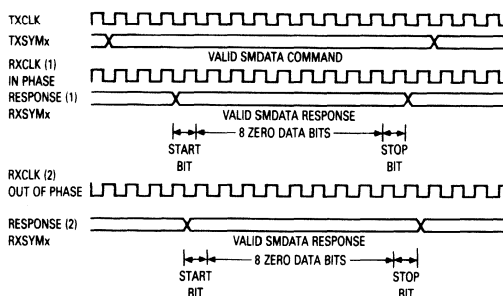 TXCLK
TXSYMx
VALID SMDATA COMMAND
RXCLK (1)
IN PHASE
RESPONSE (1)
RXSYMx
VALID SMDATA RESPONSE
8 ZERO DATA BITS
START
BIT
STOP
BIT
RXCLK (2)
OUT OF PHASE
RESPONSE (2)
RXSYMx
VALID SMDATA RESPONSE
8 ZERO DATA BITS
START
BIT
STOP
BIT